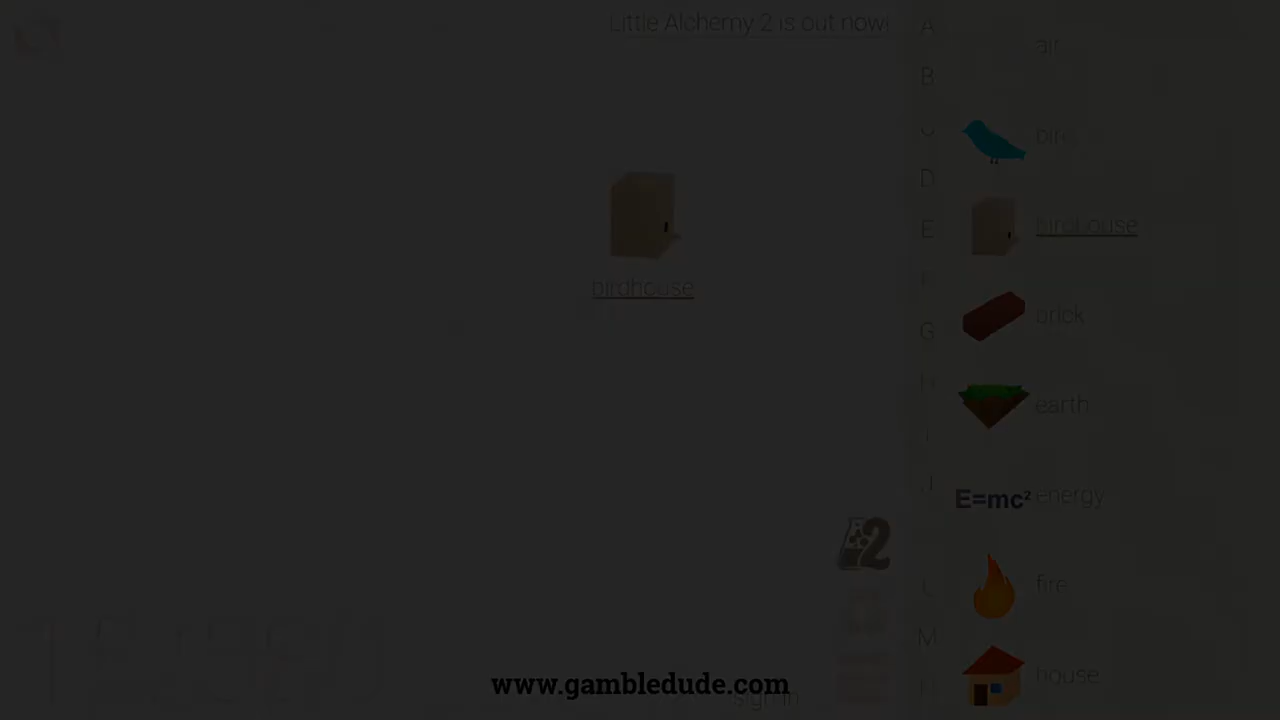 Little Alchemy 2 is out now!
A
air
B
bird
C
birdhouse
D
E
birdhouse
F
brick
G
H
earth
I
J
E=mc² energy
2
fire
L
M
house
N
www.gambledude.com
sign in